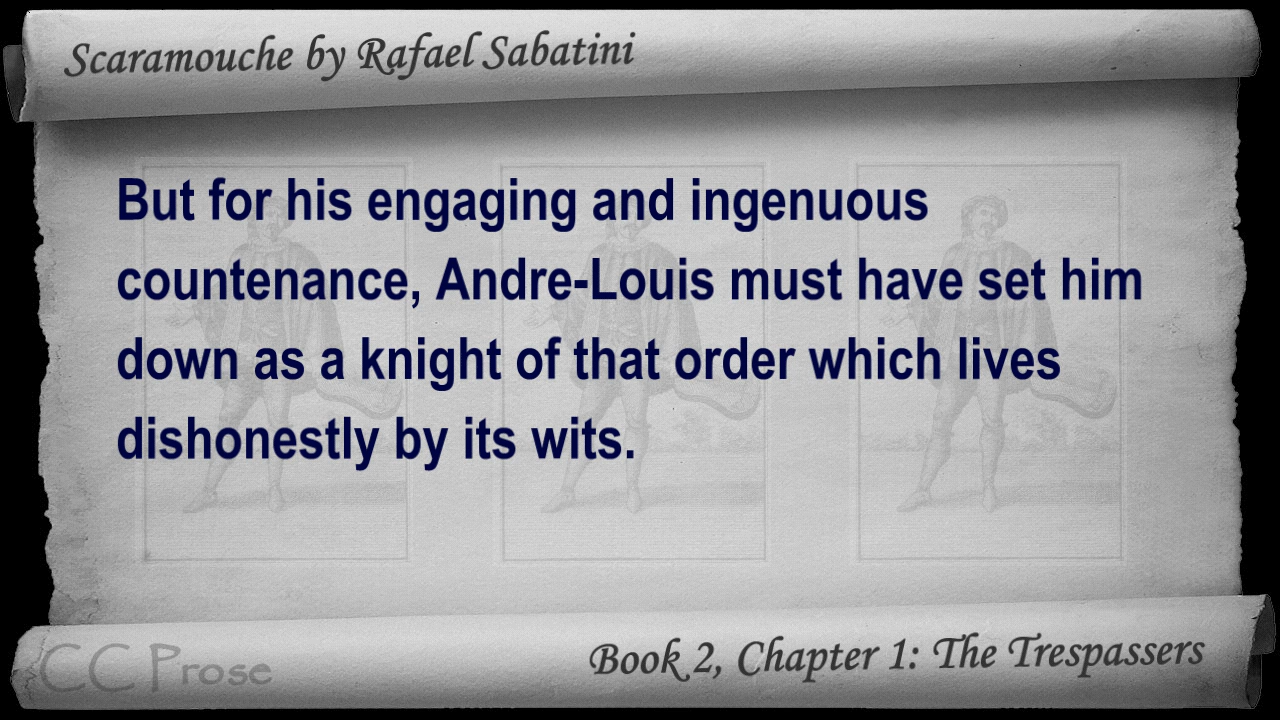 Scaramouche by Rafael Sabatini
But for his engaging and ingenuous
countenance, Andre-Louis must have set him
down as a knight of that order which lives
dishonestly by its wits.
CC Prose
Book 2, Chapter 1: The Trespassers